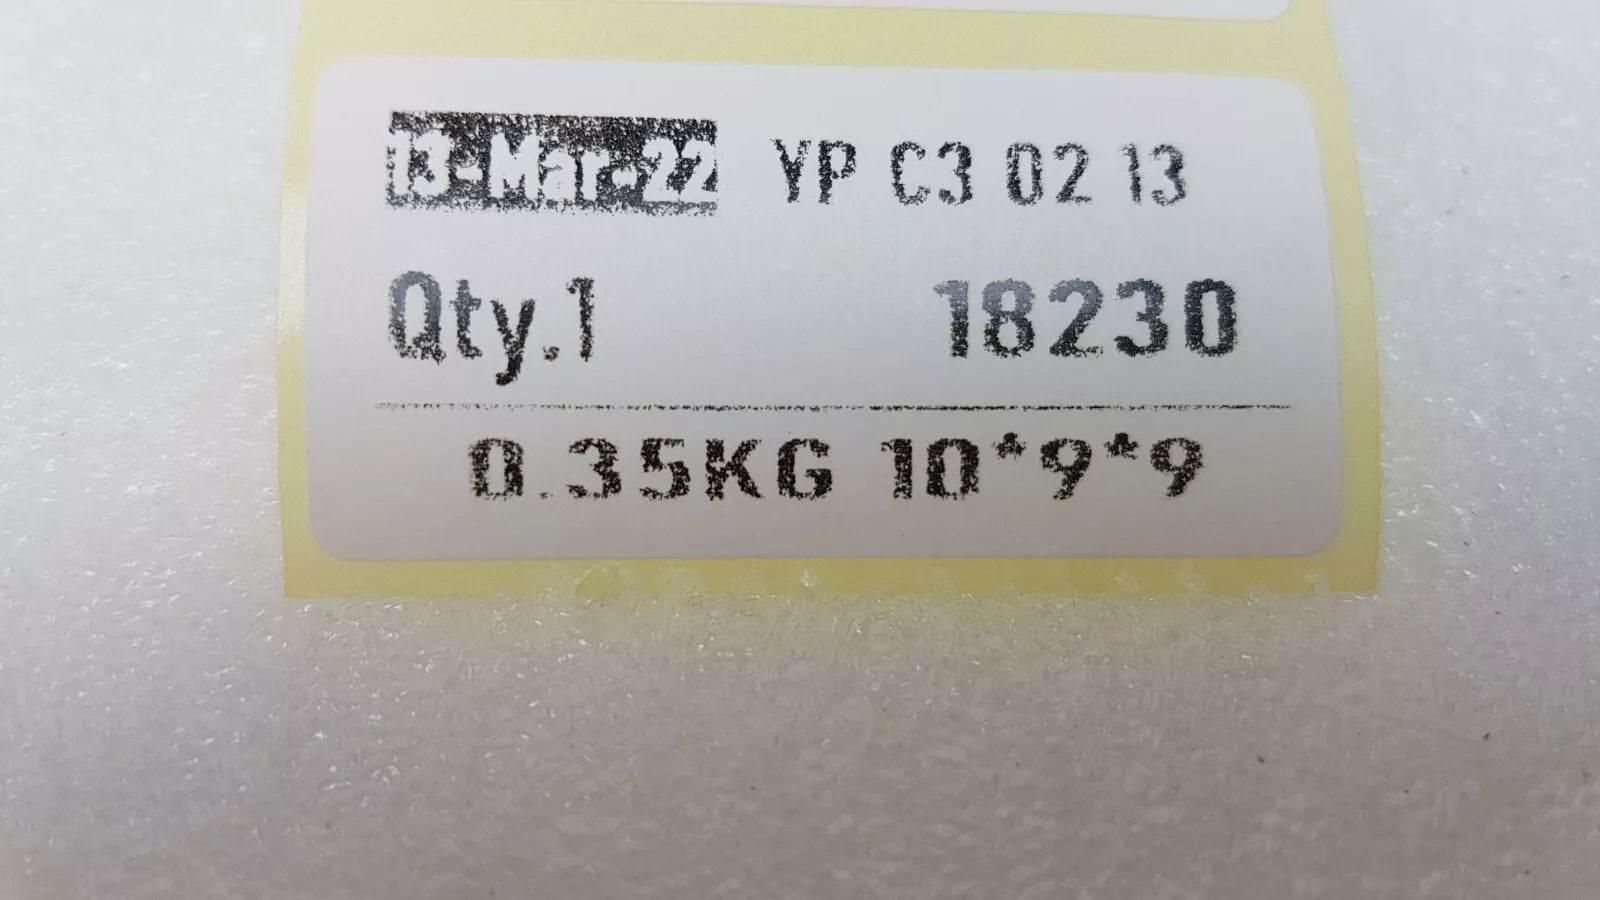 13-Mar-22 YP C3 02 13
Qty.1 18230
0.35KG 10*9*9